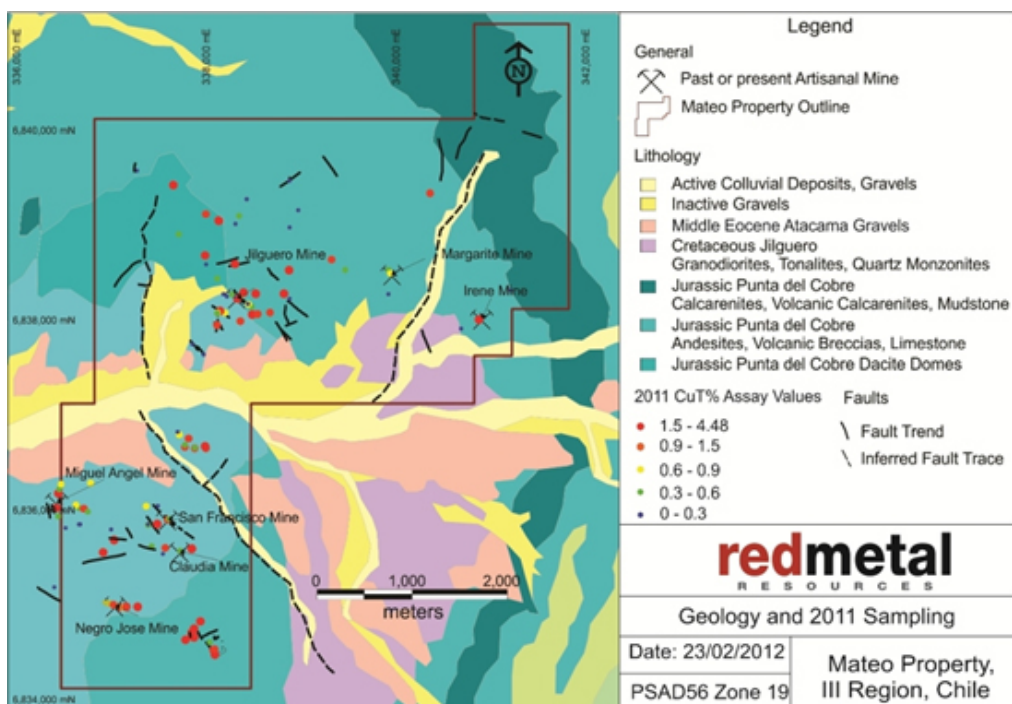 336,000 mE
338,000 mE
340,000 mE
342,000 mE
N
6,840,000 mN
Jilguero Mine
Margarite Mine
Irene Mine
6,838,000 mN
Miguel Angel Mine
6,836,000 mN
San Francisco Mine
Claudia Mine
Negro Jose Mine
6,834,000 mN
0 1,000 2,000
meters
Legend
General
Past or present Artisanal Mine
Mateo Property Outline
Lithology
Active Colluvial Deposits, Gravels
Inactive Gravels
Middle Eocene Atacama Gravels
Cretaceous Jilguero
Granodiorites, Tonalites, Quartz Monzonites
Jurassic Punta del Cobre
Calcarenites, Volcanic Calcarenites, Mudstone
Jurassic Punta del Cobre
Andesites, Volcanic Breccias, Limestone
Jurassic Punta del Cobre Dacite Domes
2011 CuT% Assay Values
1.5 - 4.48
0.9 - 1.5
0.6 - 0.9
0.3 - 0.6
0 - 0.3
Faults
Fault Trend
Inferred Fault Trace
redmetal
RESOURCES
Geology and 2011 Sampling
Date: 23/02/2012
PSAD56 Zone 19
Mateo Property,
III Region, Chile